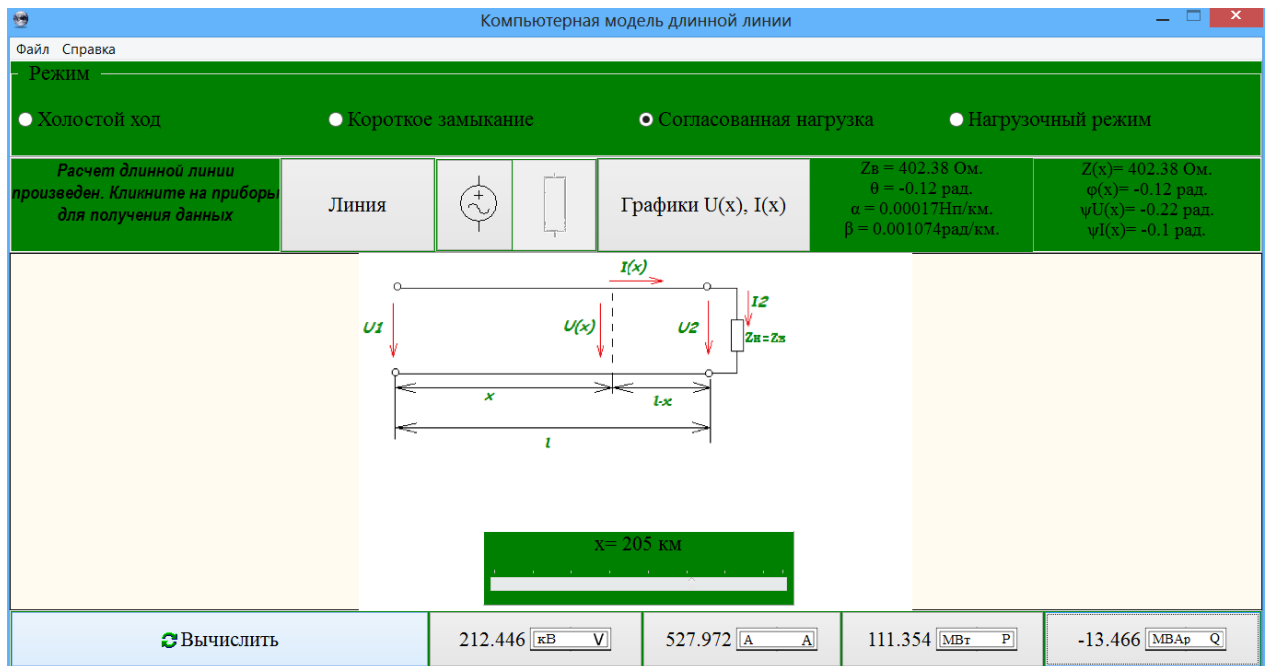 Компьютерная модель длинной линии
Файл Справка
Режим
Холостой ход Короткое замыкание Согласованная нагрузка Нагрузочный режим
Расчет длинной линии
произведен. Кликните на приборы
для получения данных
Линия
Графики U(x), I(x)
Zв = 402.38 Ом.
θ = -0.12 рад.
α = 0.00017Нп/км.
β = 0.001074рад/км.
Z(x)= 402.38 Ом.
φ(x)= -0.12 рад.
ψU(x)= -0.22 рад.
ψI(x)= -0.1 рад.
I(x)
I2
U1 U(x) U2
Zн=Zв
x l-x
l
x= 205 км
Вычислить 212.446 кВ V 527.972 А А 111.354 МВт P -13.466 МВАр Q